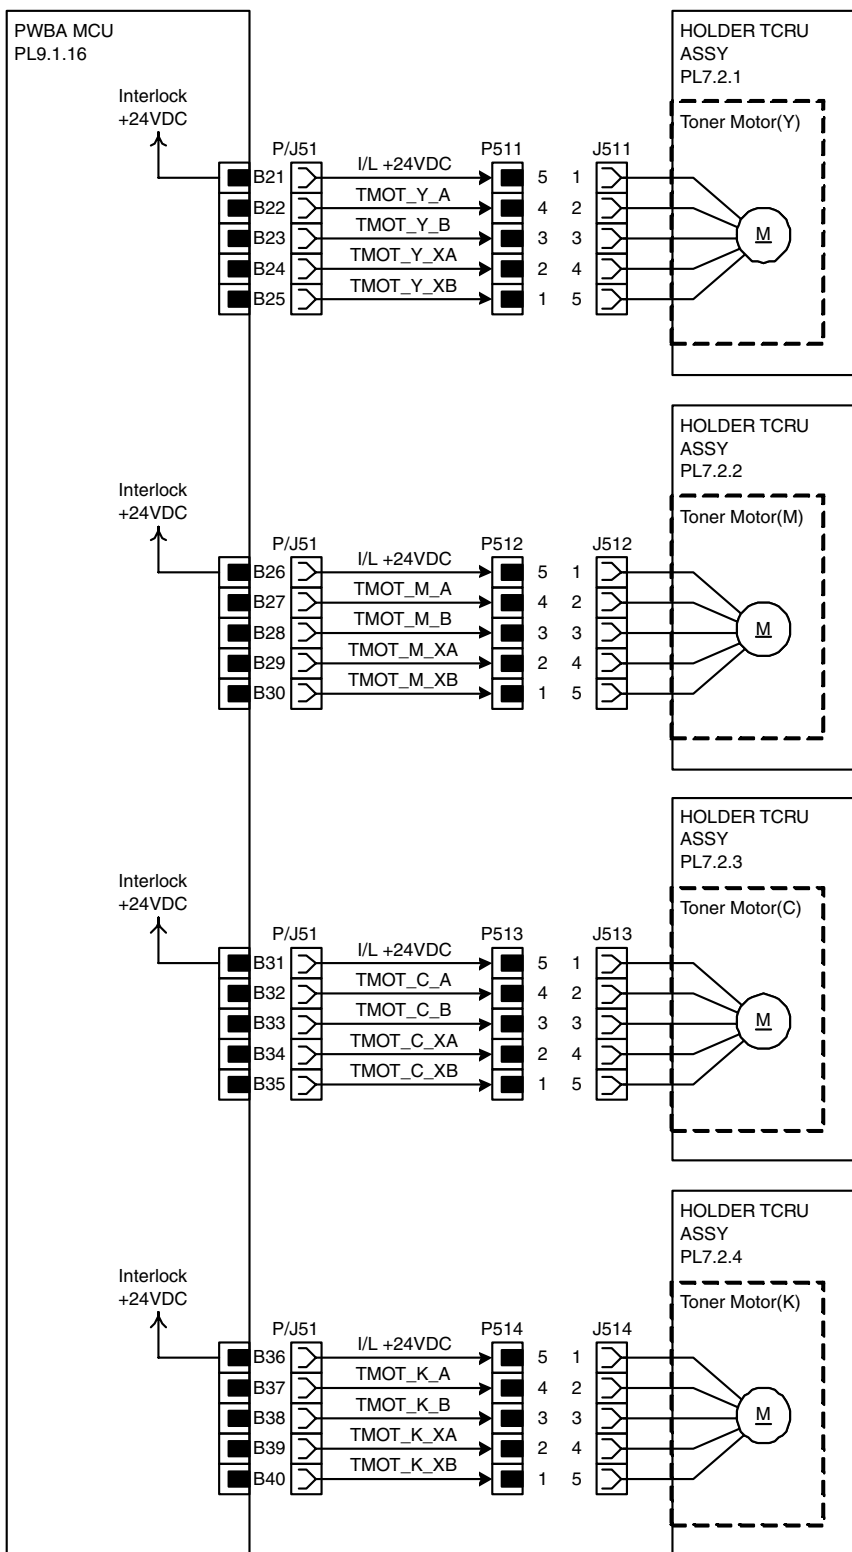 PWBA MCU
PL9.1.16
HOLDER TCRU
ASSY
PL7.2.1
Toner Motor(Y)
Interlock
+24VDC
P/J51
P511
J511
B21 I/L +24VDC 5 1
B22 TMOT_Y_A 4 2
B23 TMOT_Y_B 3 3
B24 TMOT_Y_XA 2 4
B25 TMOT_Y_XB 1 5
M
HOLDER TCRU
ASSY
PL7.2.2
Toner Motor(M)
Interlock
+24VDC
P/J51
P512
J512
B26 I/L +24VDC 5 1
B27 TMOT_M_A 4 2
B28 TMOT_M_B 3 3
B29 TMOT_M_XA 2 4
B30 TMOT_M_XB 1 5
M
HOLDER TCRU
ASSY
PL7.2.3
Toner Motor(C)
Interlock
+24VDC
P/J51
P513
J513
B31 I/L +24VDC 5 1
B32 TMOT_C_A 4 2
B33 TMOT_C_B 3 3
B34 TMOT_C_XA 2 4
B35 TMOT_C_XB 1 5
M
HOLDER TCRU
ASSY
PL7.2.4
Toner Motor(K)
Interlock
+24VDC
P/J51
P514
J514
B36 I/L +24VDC 5 1
B37 TMOT_K_A 4 2
B38 TMOT_K_B 3 3
B39 TMOT_K_XA 2 4
B40 TMOT_K_XB 1 5
M